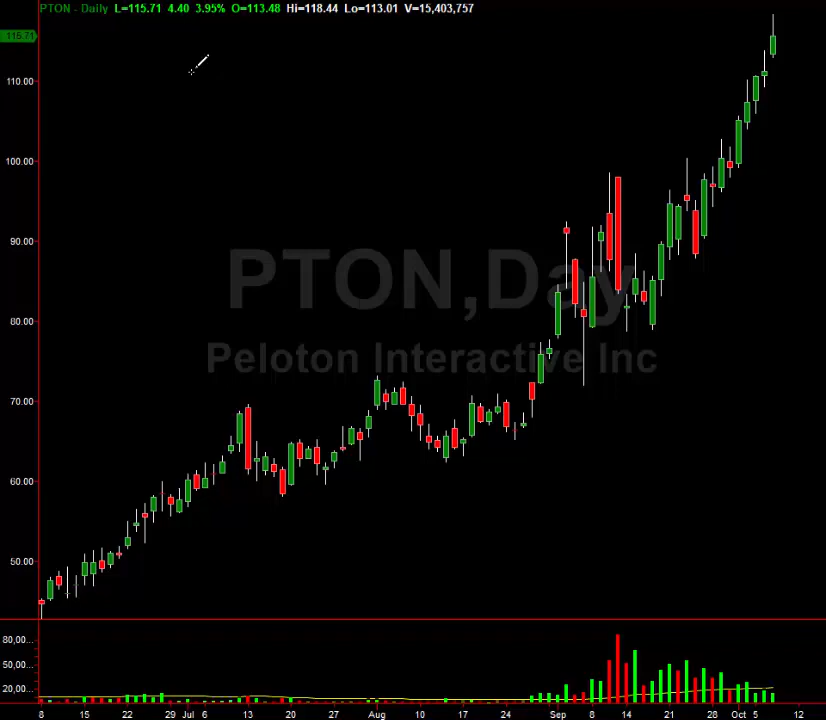 PTON - Daily L=115.71 4.40 3.95% O=113.48 Hi=118.44 Lo=113.01 V=15,403,757
115.71
110.00
100.00
90.00
PTON,Day
80.00
Peloton Interactive Inc
70.00
60.00
50.00
80,00...
50,00...
20,00...
8 15 22 29 Jul 6 13 20 27 Aug 10 17 24 Sep 8 14 21 28 Oct 5 12